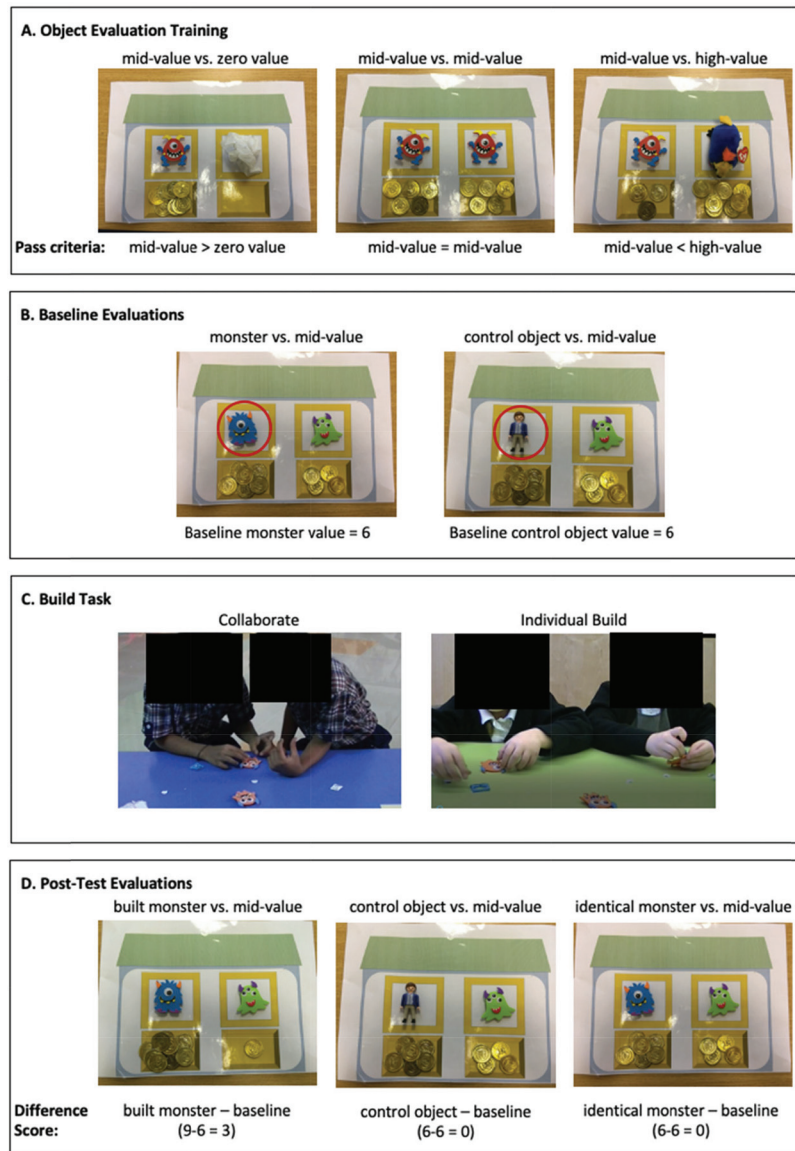 A. Object Evaluation Training
mid-value vs. zero value
mid-value vs. mid-value
mid-value vs. high-value
Pass criteria:
mid-value > zero value
mid-value = mid-value
mid-value < high-value
B. Baseline Evaluations
monster vs. mid-value
control object vs. mid-value
Baseline monster value = 6
Baseline control object value = 6
C. Build Task
Collaborate
Individual Build
D. Post-Test Evaluations
built monster vs. mid-value
control object vs. mid-value
identical monster vs. mid-value
Difference
Score:
built monster – baseline
(9-6 = 3)
control object – baseline
(6-6 = 0)
identical monster – baseline
(6-6 = 0)